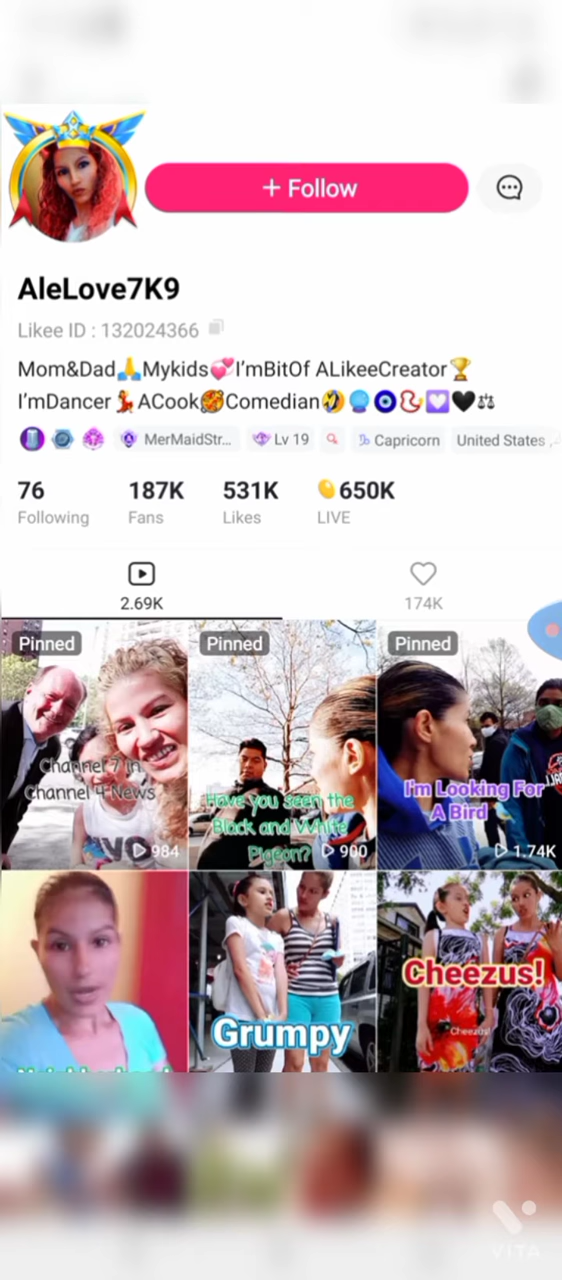 + Follow
AleLove7K9
Likee ID : 132024366
Mom&Dad🙏Mykids💞I'mBitOf ALikeeCreator🏆
I'mDancer💃ACook🥘Comedian🤣🔮🧿📿💟🖤⚖
MerMaidStr... Lv 19 Capricorn United States ,
76 187K 531K 650K
Following Fans Likes LIVE
2.69K 174K
Pinned Pinned Pinned
Channel 7 in
Channel 4 News
984
Have you seen the
Black and White
Pigeon?
900
I'm Looking For
A Bird
1.74K
Grumpy
Cheezus!
Cheezus!
VITA